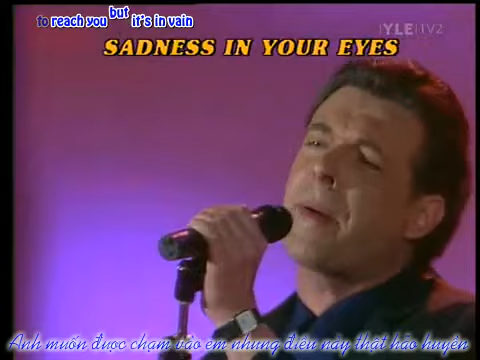 to reach you but it's in vain
YLE TV2
SADNESS IN YOUR EYES
Anh muốn được chạm vào em nhưng điều này thật hão huyền